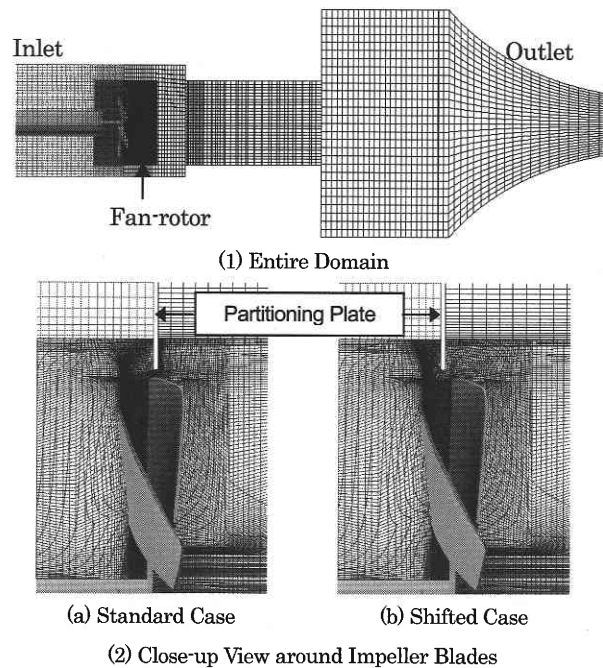 Inlet
Outlet
Fan-rotor
(1) Entire Domain
Partitioning Plate
(a) Standard Case
(b) Shifted Case
(2) Close-up View around Impeller Blades